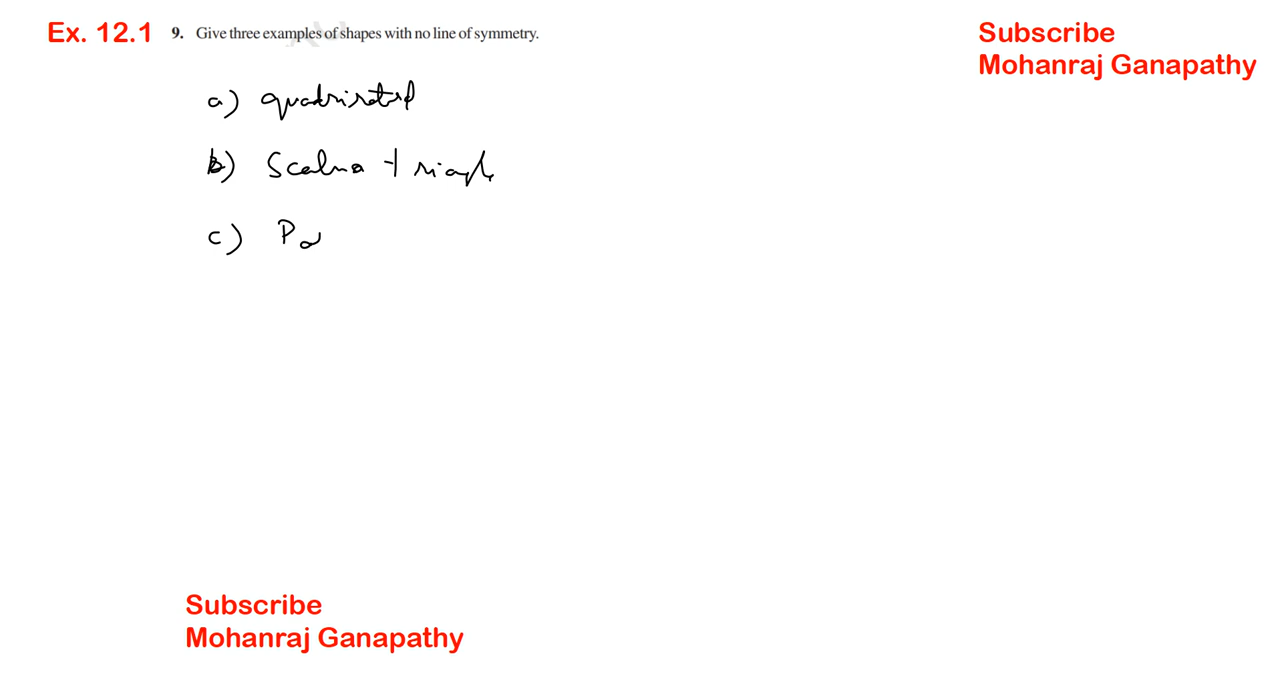 Ex. 12.1 9. Give three examples of shapes with no line of symmetry.
Subscribe
Mohanraj Ganapathy
a)
b) Scalene triangle
c) Pa
Subscribe
Mohanraj Ganapathy